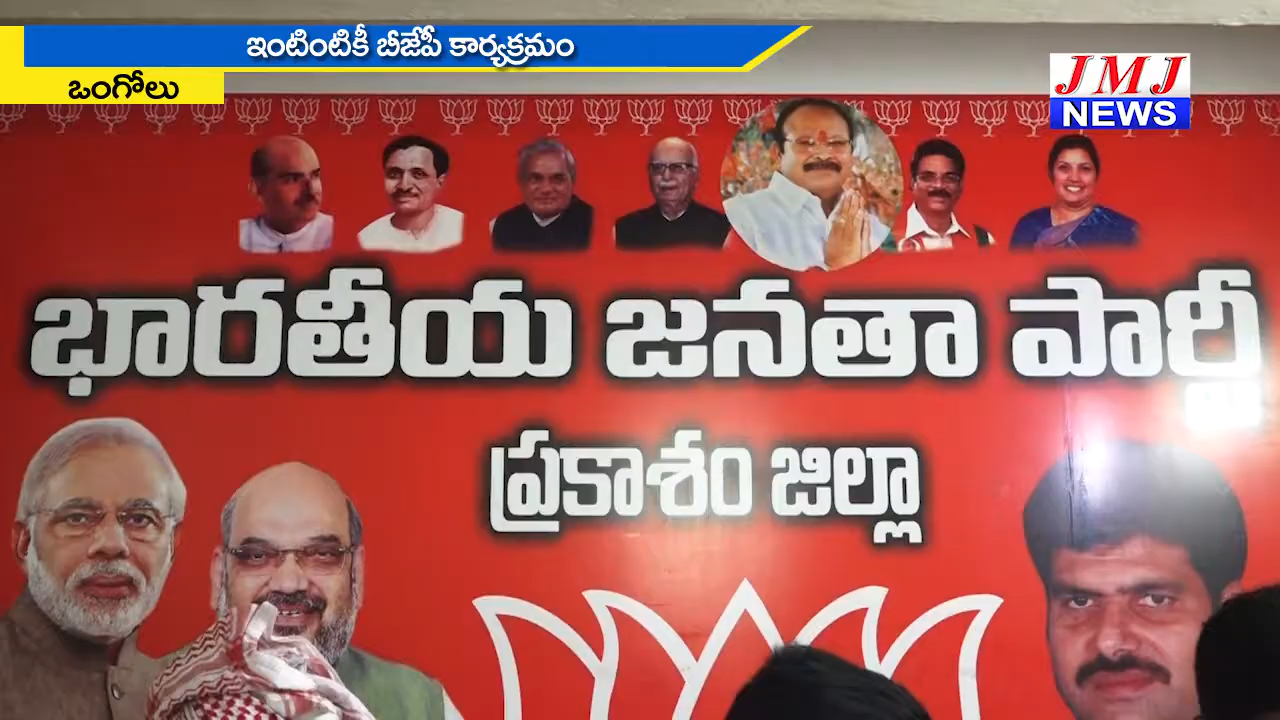 ఇంటింటికీ బీజేపీ కార్యక్రమం
ఒంగోలు
JMJ
NEWS
భారతీయ జనతా పార్టీ
ప్రకాశం జిల్లా